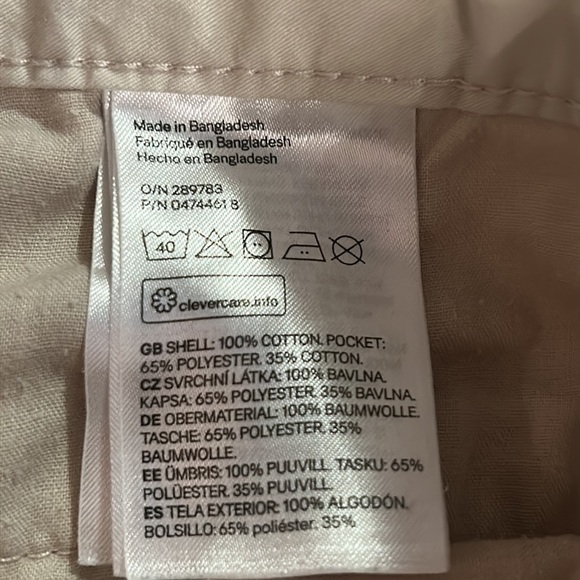 Made in Bangladesh
Fabriqué en Bangladesh
Hecho en Bangladesh
O/N 289783
P/N 0474461 8
40
clevercare.info
GB SHELL: 100% COTTON. POCKET:
65% POLYESTER. 35% COTTON.
CZ SVRCHNÍ LÁTKA: 100% BAVLNA.
KAPSA: 65% POLYESTER. 35% BAVLNA.
DE OBERMATERIAL: 100% BAUMWOLLE.
TASCHE: 65% POLYESTER. 35%
BAUMWOLLE.
EE ÜMBRIS: 100% PUUVILL. TASKU: 65%
POLÜESTER. 35% PUUVILL.
ES TELA EXTERIOR: 100% ALGODÓN.
BOLSILLO: 65% poliéster. 35%